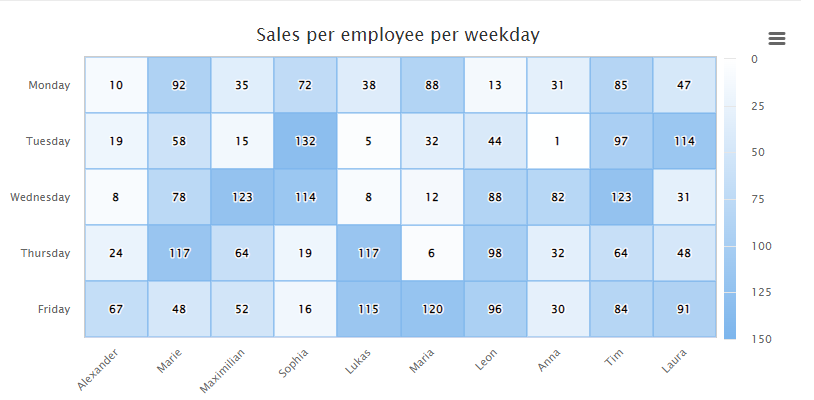 Sales per employee per weekday
0
Monday 10 92 35 72 38 88 13 31 85 47
25
Tuesday 19 58 15 132 5 32 44 1 97 114
50
Wednesday 8 78 123 114 8 12 88 82 123 31
75
100
Thursday 24 117 64 19 117 6 98 32 64 48
125
Friday 67 48 52 16 115 120 96 30 84 91
150
Alexander Marie Maximilian Sophia Lukas Maria Leon Anna Tim Laura